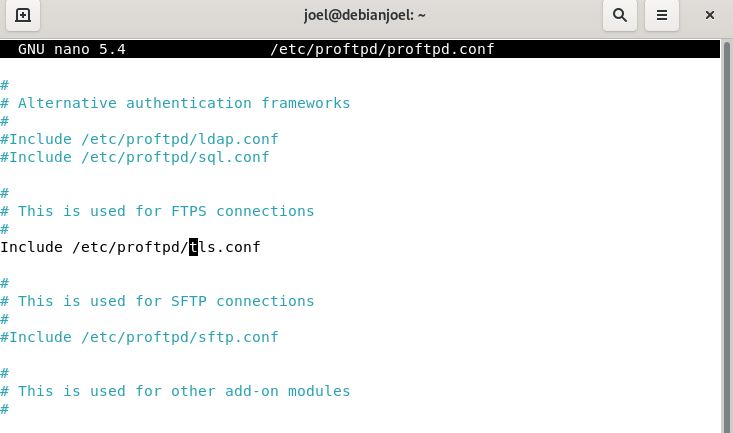 joel@debianjoel: ~
GNU nano 5.4 /etc/proftpd/proftpd.conf
#
# Alternative authentication frameworks
#
#Include /etc/proftpd/ldap.conf
#Include /etc/proftpd/sql.conf
#
# This is used for FTPS connections
#
Include /etc/proftpd/tls.conf
#
# This is used for SFTP connections
#
#Include /etc/proftpd/sftp.conf
#
# This is used for other add-on modules
#